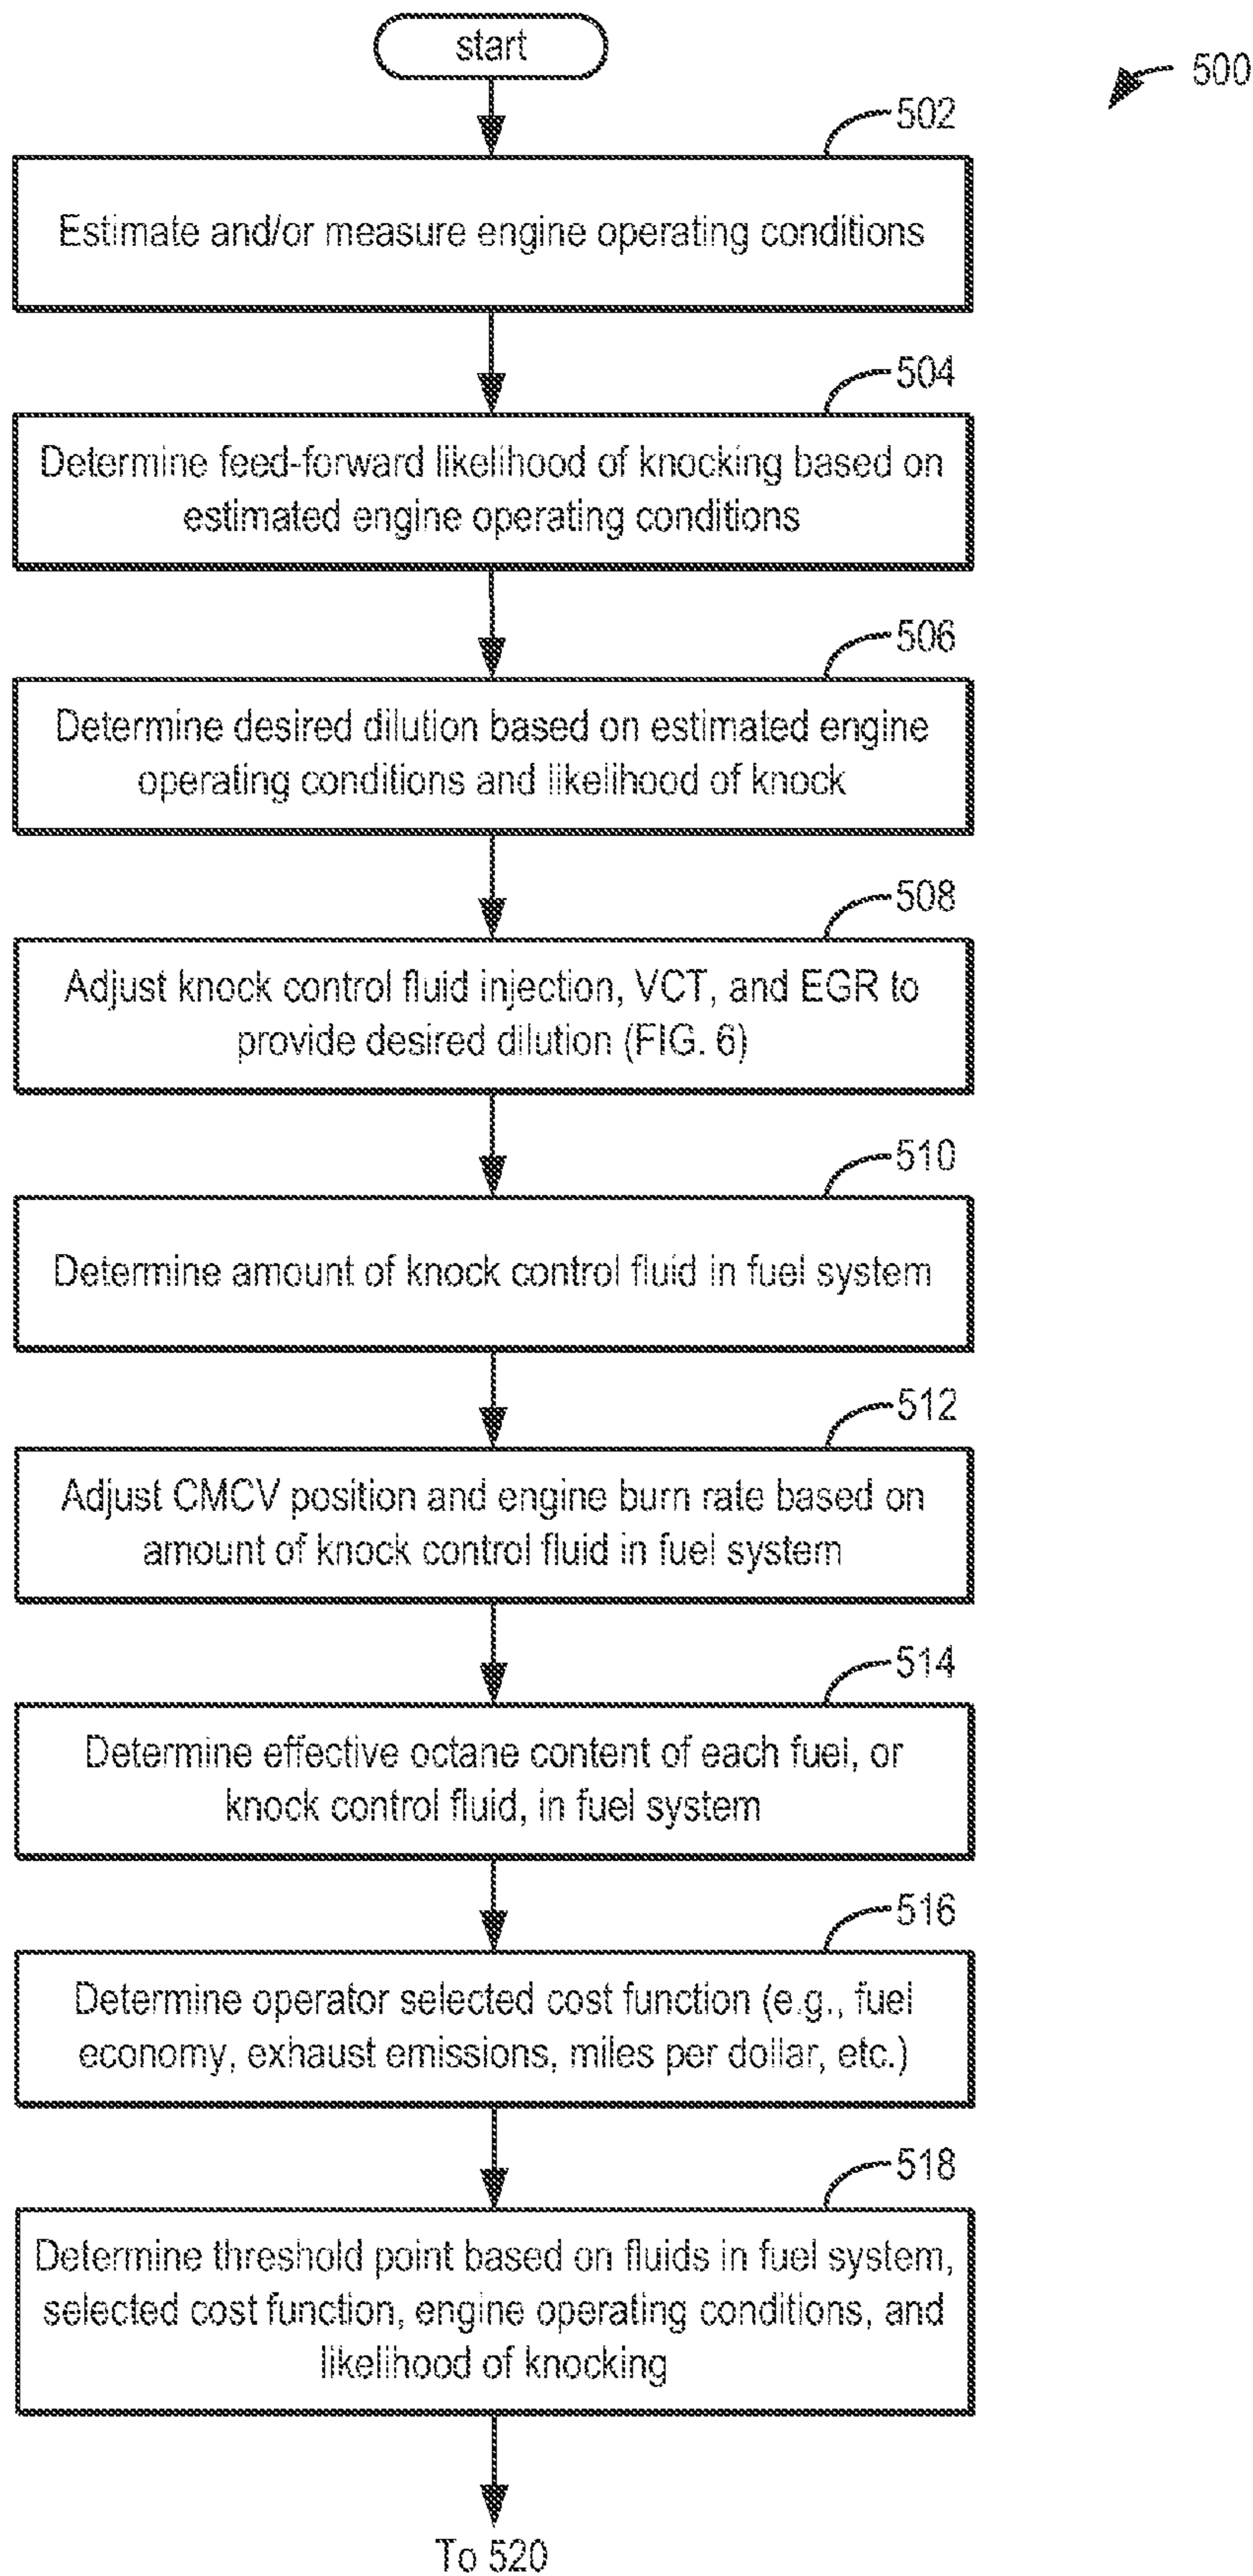 start
500
502
Estimate and/or measure engine operating conditions
504
Determine feed-forward likelihood of knocking based on
estimated engine operating conditions
506
Determine desired dilution based on estimated engine
operating conditions and likelihood of knock
508
Adjust knock control fluid injection, VCT, and EGR to
provide desired dilution (FIG. 6)
510
Determine amount of knock control fluid in fuel system
512
Adjust CMCV position and engine burn rate based on
amount of knock control fluid in fuel system
514
Determine effective octane content of each fuel, or
knock control fluid, in fuel system
516
Determine operator selected cost function (e.g., fuel
economy, exhaust emissions, miles per dollar, etc.)
518
Determine threshold point based on fluids in fuel system,
selected cost function, engine operating conditions, and
likelihood of knocking
To 520